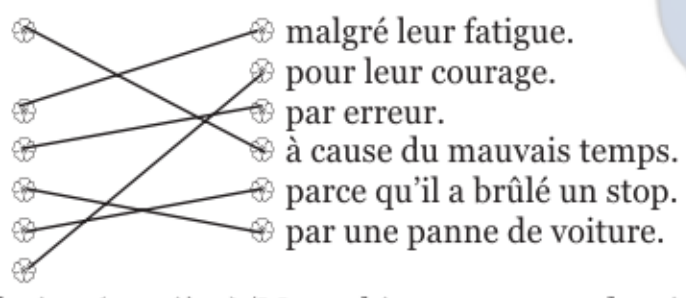 malgré leur fatigue.
pour leur courage.
par erreur.
à cause du mauvais temps.
parce qu'il a brûlé un stop.
par une panne de voiture.